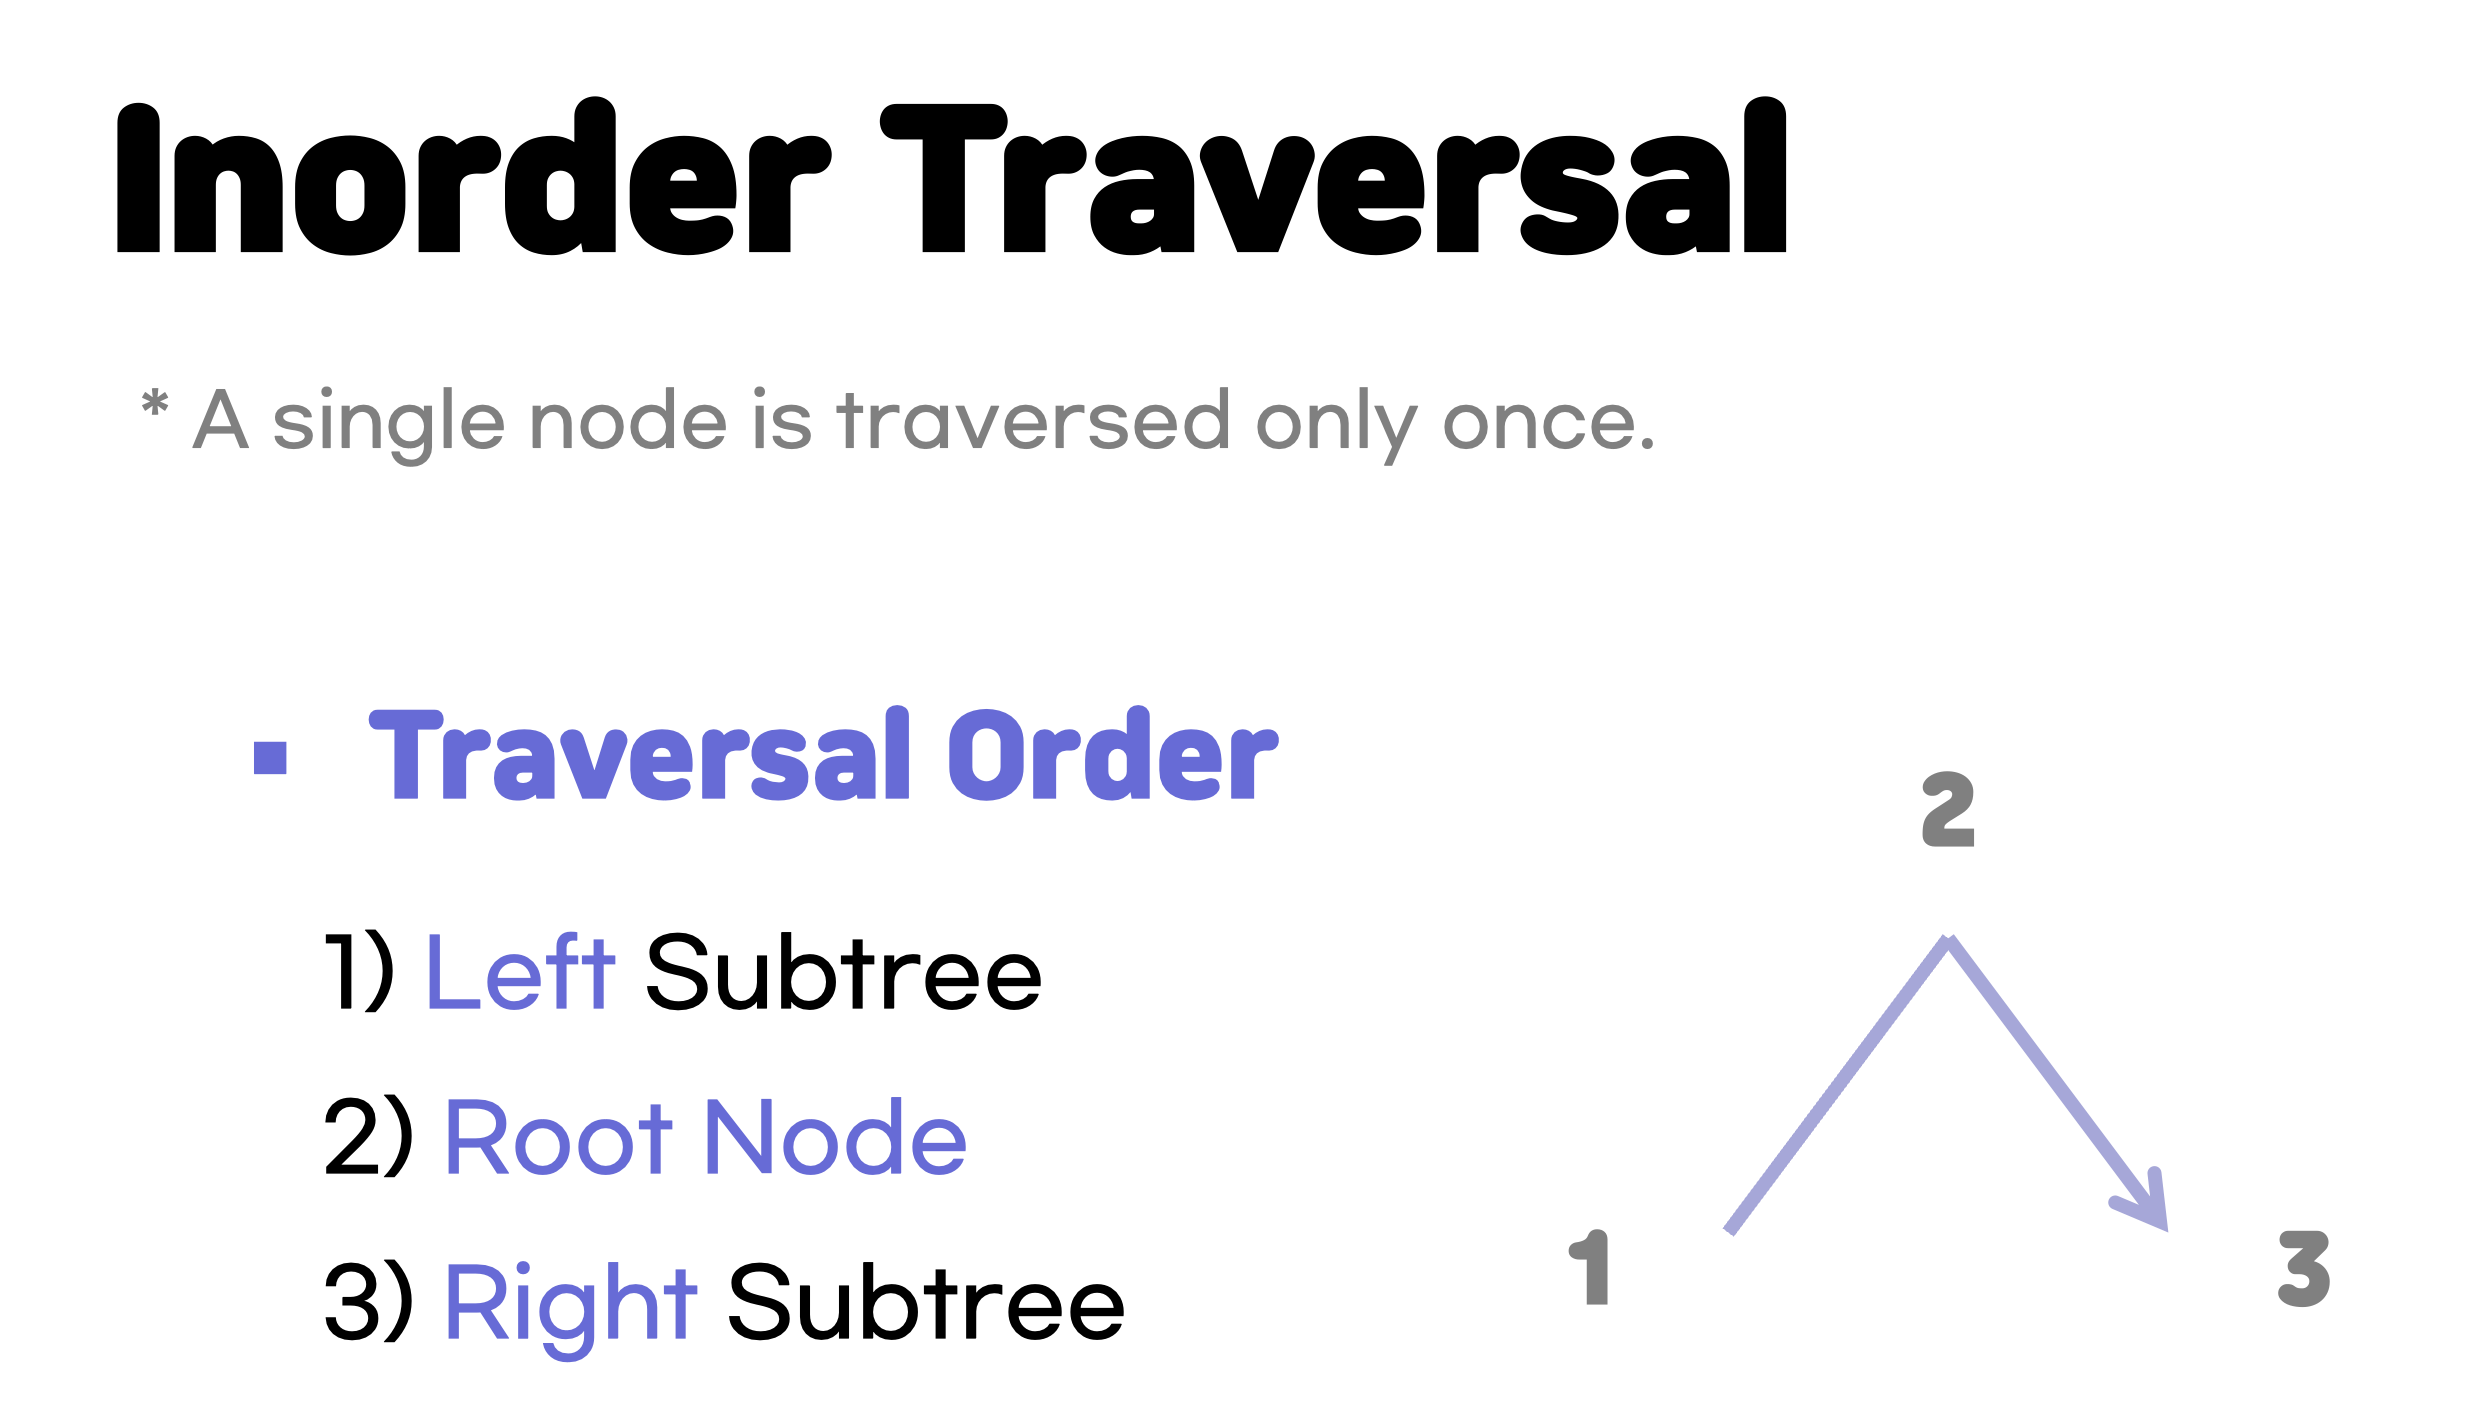 Inorder Traversal
* A single node is traversed only once.
▪ Traversal Order
1) Left Subtree
2) Root Node
3) Right Subtree
2
1
3